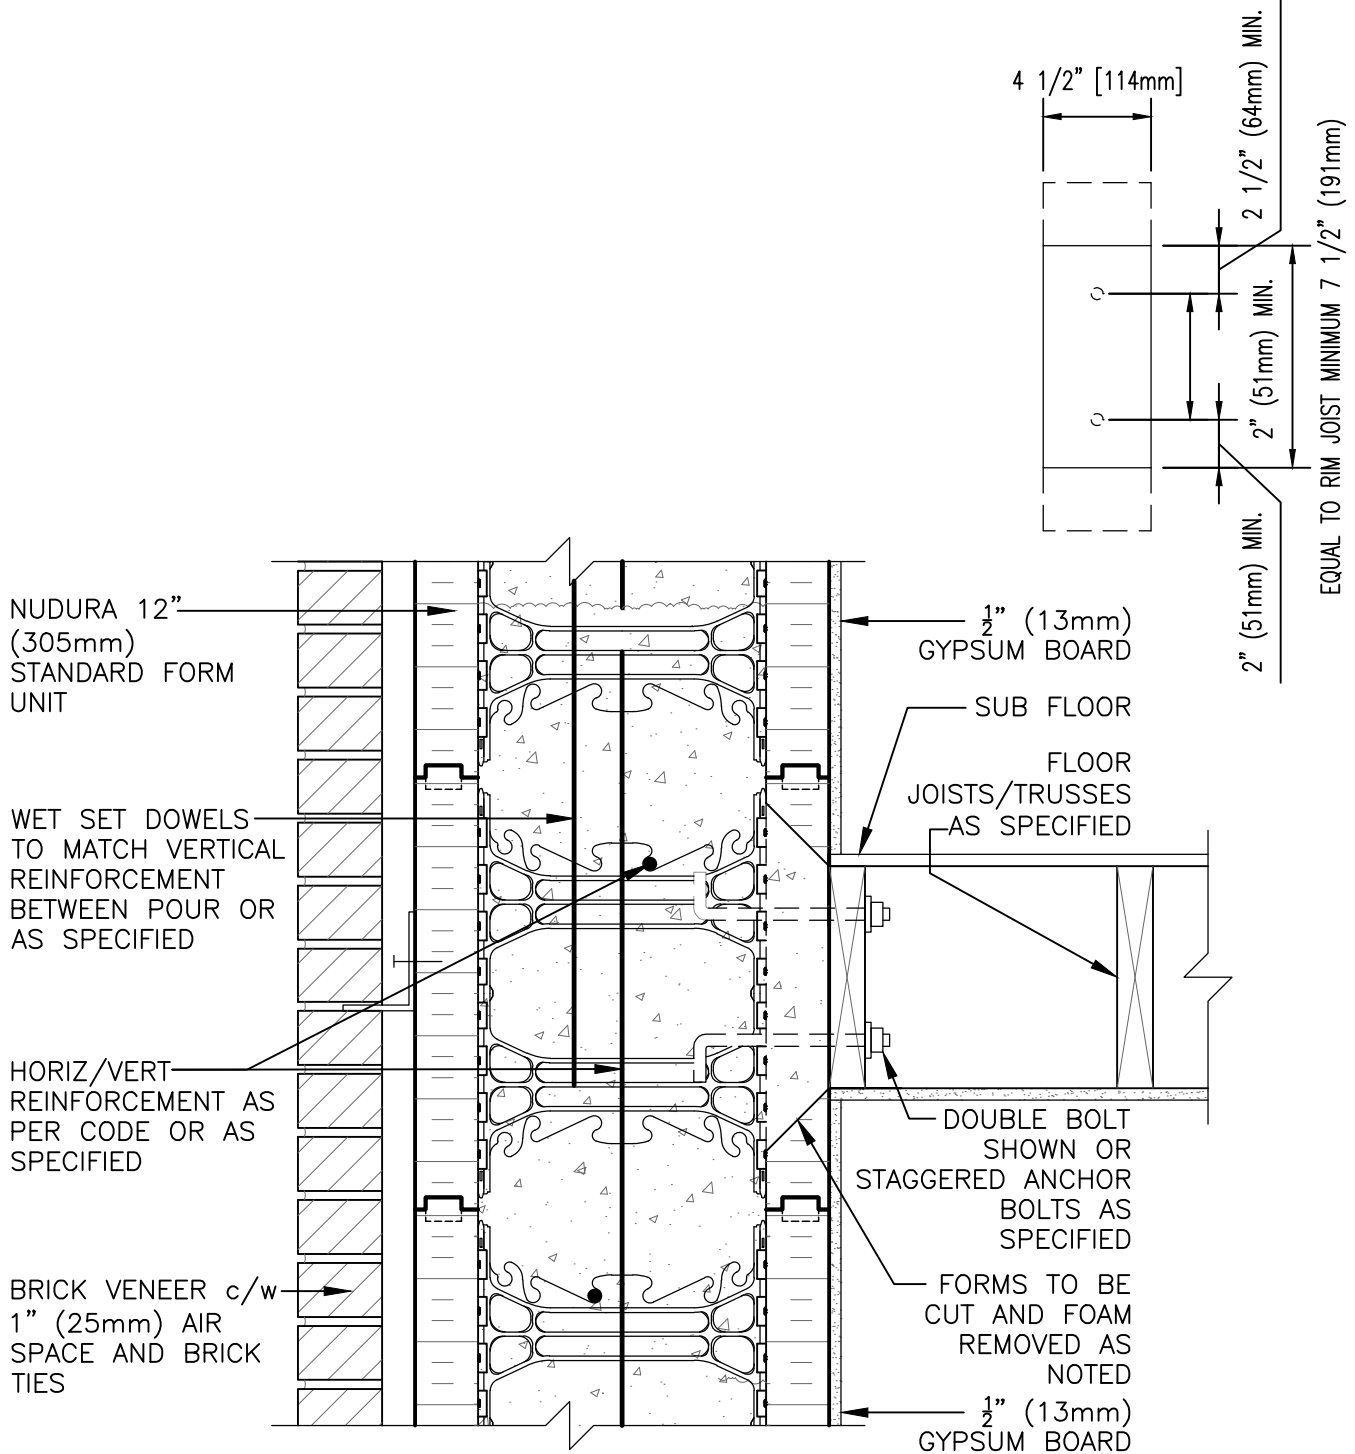 4 1/2" [114mm]
2 1/2" (64mm) MIN.
2" (51mm) MIN.
2" (51mm) MIN.
EQUAL TO RIM JOIST MINIMUM 7 1/2" (191mm)
NUDURA 12"
(305mm)
STANDARD FORM
UNIT
WET SET DOWELS
TO MATCH VERTICAL
REINFORCEMENT
BETWEEN POUR OR
AS SPECIFIED
HORIZ/VERT
REINFORCEMENT AS
PER CODE OR AS
SPECIFIED
BRICK VENEER c/w
1" (25mm) AIR
SPACE AND BRICK
TIES
1/2" (13mm)
GYPSUM BOARD
SUB FLOOR
FLOOR
JOISTS/TRUSSES
AS SPECIFIED
DOUBLE BOLT
SHOWN OR
STAGGERED ANCHOR
BOLTS AS
SPECIFIED
FORMS TO BE
CUT AND FOAM
REMOVED AS
NOTED
1/2" (13mm)
GYPSUM BOARD